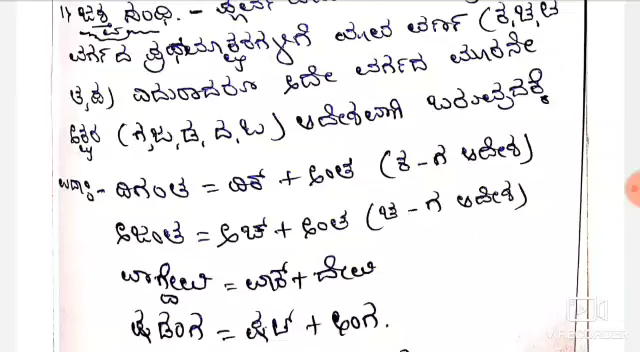 1) ಜಶ್ತ್ವ ಸಂಧಿ. - ಪೂರ್ವ
ವರ್ಗದ ಪ್ರಥಮಾಕ್ಷರಗಳಿಗೆ ಯಾವ ವರ್ಣ (ಕ, ಚ, ಟ
ತ, ಪ) ಎದುರಾದರೂ ಅದೇ ವರ್ಗದ ಮೂರನೇ
ಅಕ್ಷರ (ಗ, ಜ, ಡ, ದ, ಬ) ಆದೇಶವಾಗಿ ಬರುವುದಕ್ಕೆ
ಉದಾ:- ದಿಗಂತ = ದಿಕ್ + ಅಂತ (ಕ - ಗ ಆದೇಶ)
ಅಜಂತ = ಅಚ್ + ಅಂತ (ಚ - ಗ ಆದೇಶ)
ವಾಗ್ದೇವಿ = ವಾಕ್ + ದೇವಿ
ಷಡಂಗ = ಷಟ್ + ಅಂಗ.